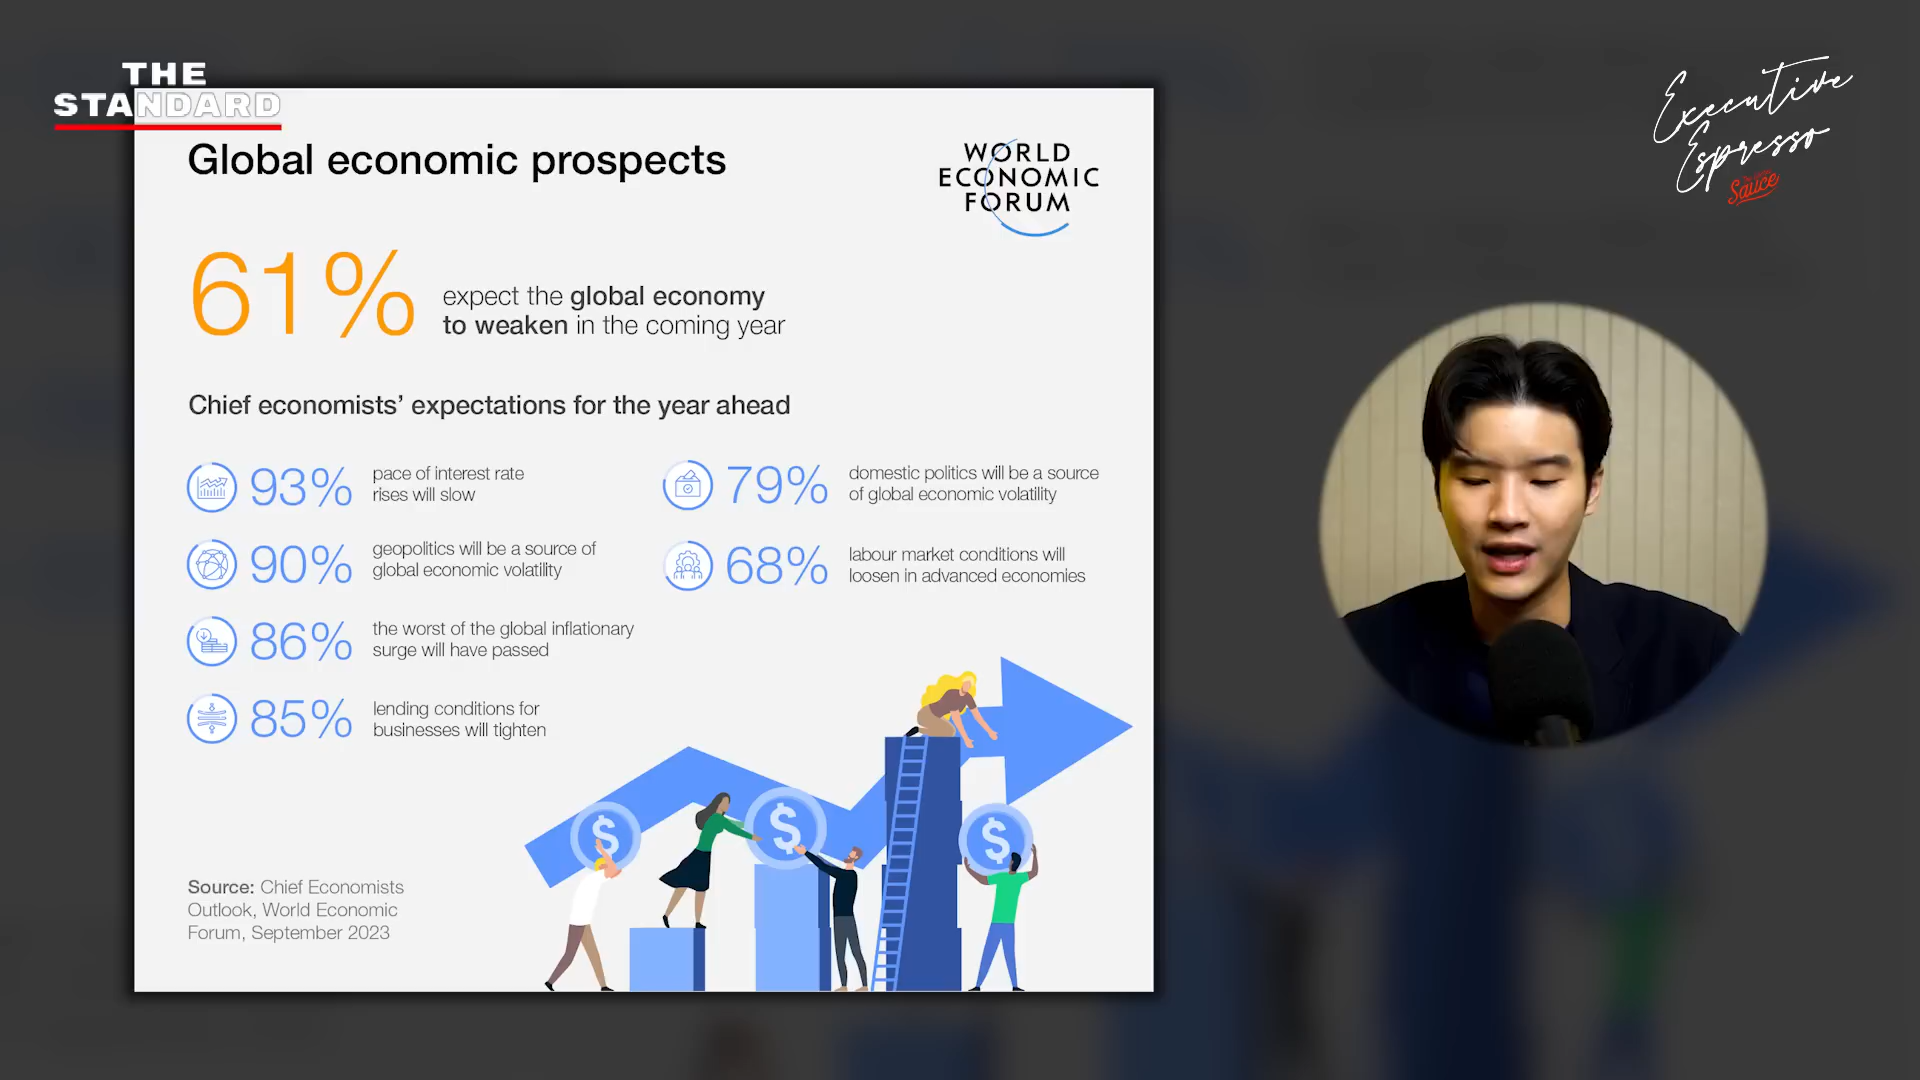 THE
STANDARD
Executive
Espresso
Sauce
Global economic prospects
WORLD
ECONOMIC
FORUM
61%
expect the global economy
to weaken in the coming year
Chief economists’ expectations for the year ahead
93%
pace of interest rate
rises will slow
90%
geopolitics will be a source of
global economic volatility
86%
the worst of the global inflationary
surge will have passed
85%
lending conditions for
businesses will tighten
79%
domestic politics will be a source
of global economic volatility
68%
labour market conditions will
loosen in advanced economies
$
$
$
Source: Chief Economists
Outlook, World Economic
Forum, September 2023